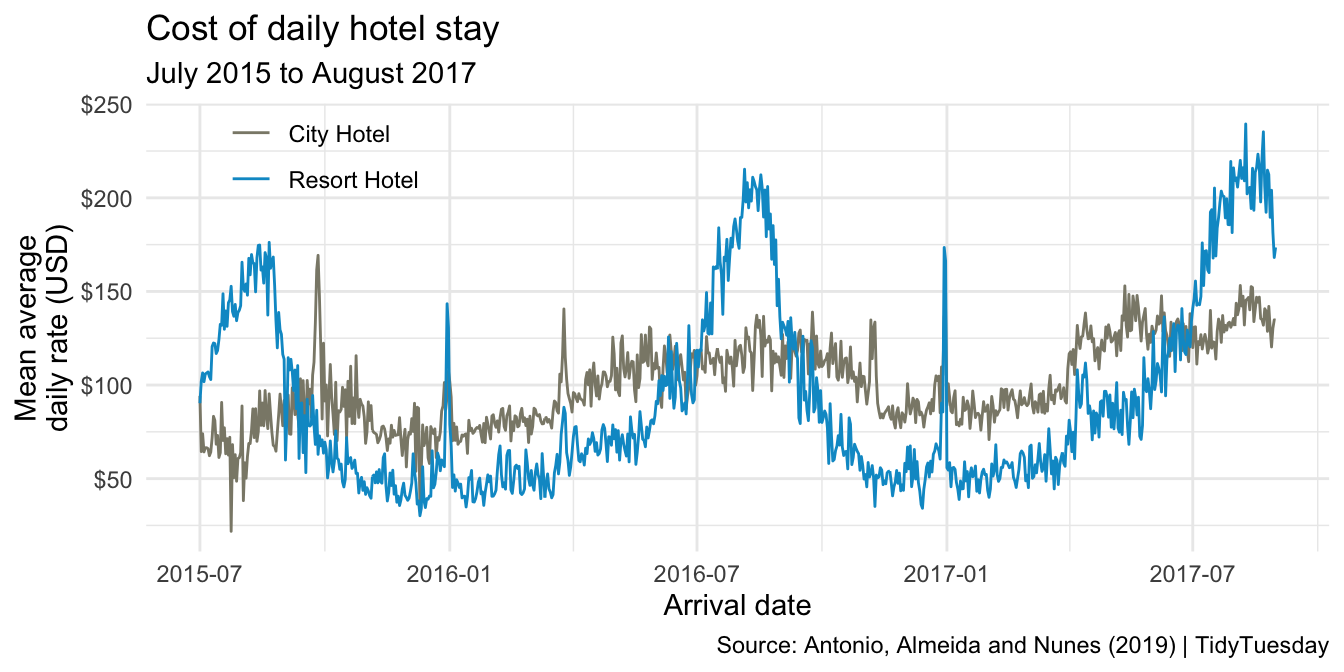 Cost of daily hotel stay
July 2015 to August 2017
$250
$200
$150
$100
$50
Mean average
daily rate (USD)
City Hotel
Resort Hotel
2015-07
2016-01
2016-07
2017-01
2017-07
Arrival date
Source: Antonio, Almeida and Nunes (2019) | TidyTuesday